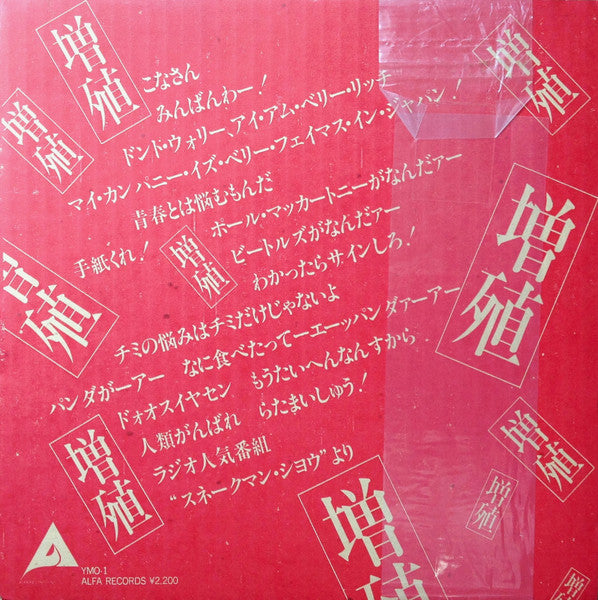 増殖
増殖
増殖
こなさん
みんばんわー！
ドント・ウォリー、アイ・アム・ベリー・リッチ
マイ・カンパニー・イズ・ベリー・フェイマス・イン・ジャパン！
青春とは悩むもんだ
ポール・マッカートニーがなんだァー
手紙くれ！
増殖
ビートルズがなんだァー
わかったらサインしろ！
増殖
増殖
チミの悩みはチミだけじゃないよ
パンダがーアー なに食べたってーエーッパンダァーアー
ドォオスイヤセン もうたいへんなんすから
人類がんばれ らたまいしゅう！
ラジオ人気番組
“スネークマン・ショウ”より
増殖
増殖
増殖
増殖
増殖
YMO-1
ALFA RECORDS ¥2,200